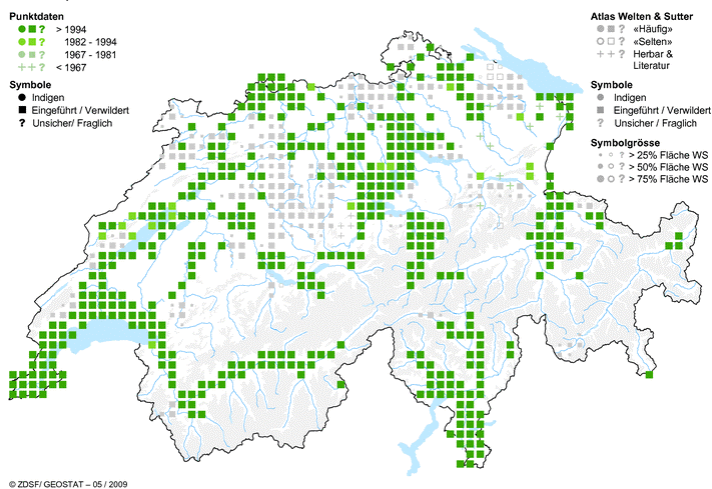 Punktdaten
? > 1994
? 1982 - 1994
? 1967 - 1981
++? < 1967
Symbole
Indigen
Eingeführt / Verwildert
? Unsicher/ Fraglich
Atlas Welten & Sutter
? «Häufig»
? «Selten»
++? Herbar &
Literatur
Symbole
Indigen
Eingeführt / Verwildert
? Unsicher / Fraglich
Symbolgrösse
? > 25% Fläche WS
? > 50% Fläche WS
? > 75% Fläche WS
© ZDSF/ GEOSTAT – 05 / 2009